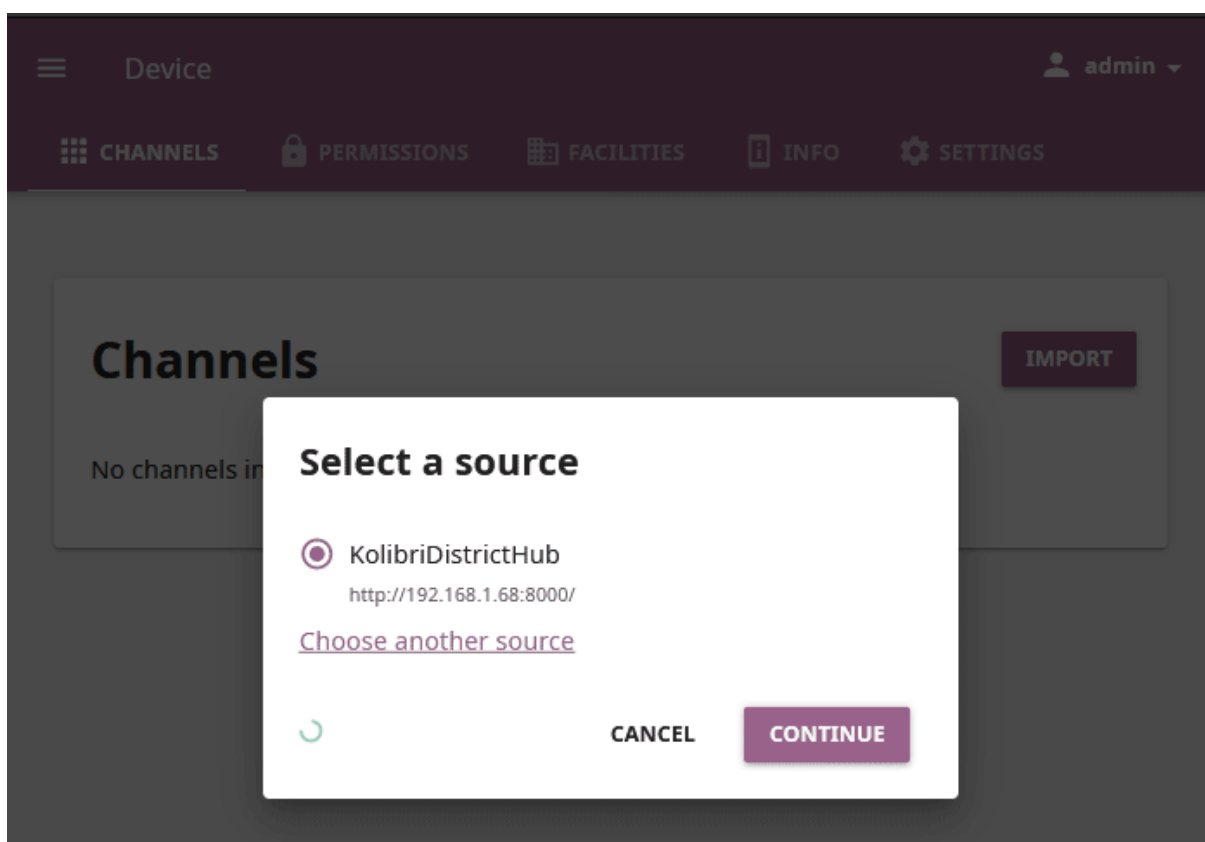 Device
admin
CHANNELS PERMISSIONS FACILITIES INFO SETTINGS
Channels
IMPORT
No channels in
Select a source
KolibriDistrictHub
http://192.168.1.68:8000/
Choose another source
CANCEL CONTINUE